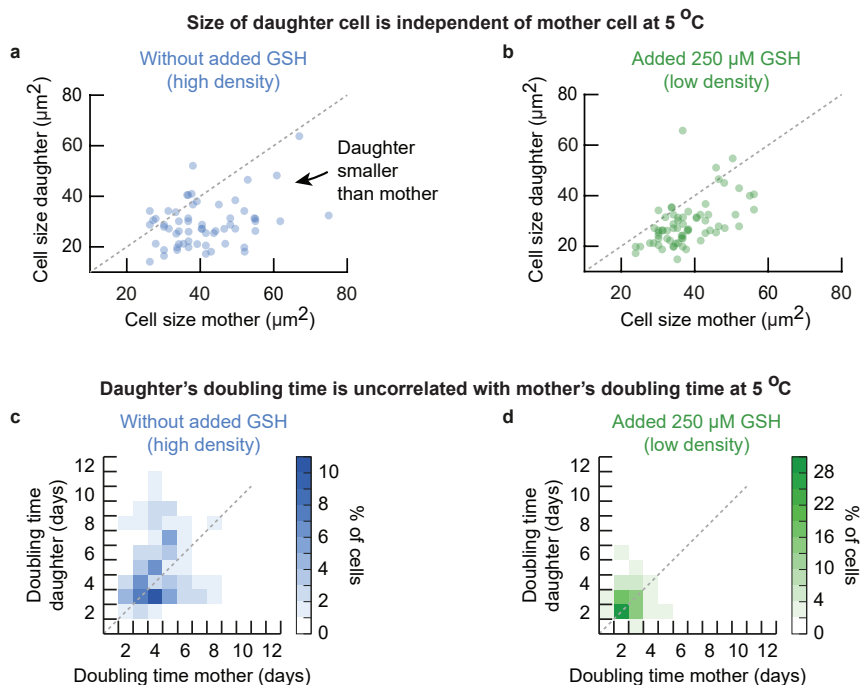 Size of daughter cell is independent of mother cell at 5 °C
a
Without added GSH
(high density)
Cell size daughter (μm²)
80
60
40
20
Daughter
smaller
than mother
20
40
60
80
Cell size mother (μm²)
b
Added 250 μM GSH
(low density)
Cell size daughter (μm²)
80
60
40
20
20
40
60
80
Cell size mother (μm²)
Daughter's doubling time is uncorrelated with mother's doubling time at 5 °C
c
Without added GSH
(high density)
Doubling time
daughter (days)
12
10
8
6
4
2
2 4 6 8 10 12
Doubling time mother (days)
10
8
6
4
2
0
% of cells
d
Added 250 μM GSH
(low density)
Doubling time
daughter (days)
12
10
8
6
4
2
2 4 6 8 10 12
Doubling time mother (days)
28
22
16
10
4
0
% of cells